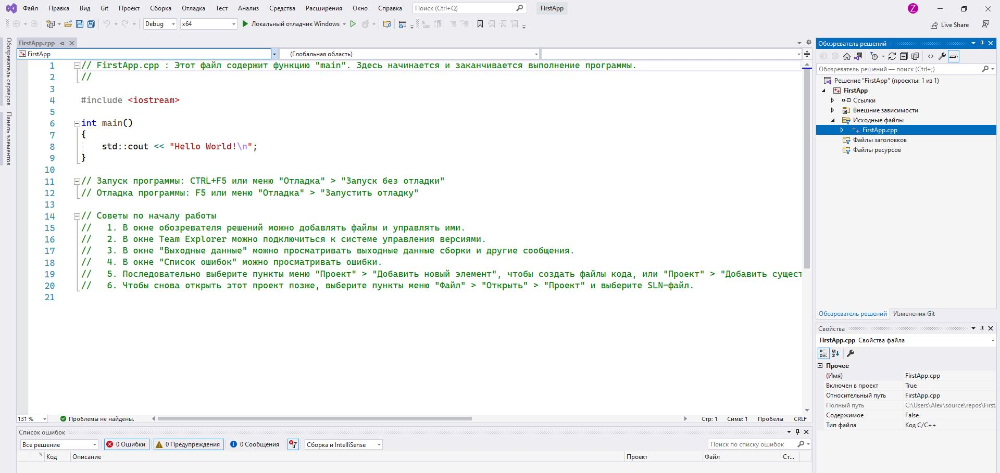 Файл Правка Вид Git Проект Сборка Отладка Тест Анализ Средства Расширения Окно Справка Поиск (Ctrl+Q) FirstApp Z
Debug x64 Локальный отладчик Windows Live Share
Обозреватель серверов
Панель элементов
FirstApp.cpp
FirstApp (Глобальная область)
1 // FirstApp.cpp : Этот файл содержит функцию "main". Здесь начинается и заканчивается выполнение программы.
2 //
3
4 #include <iostream>
5
6 int main()
7 {
8 std::cout << "Hello World!\n";
9 }
10
11 // Запуск программы: CTRL+F5 или меню "Отладка" > "Запуск без отладки"
12 // Отладка программы: F5 или меню "Отладка" > "Запустить отладку"
13
14 // Советы по началу работы
15 //   1. В окне обозревателя решений можно добавлять файлы и управлять ими.
16 //   2. В окне Team Explorer можно подключиться к системе управления версиями.
17 //   3. В окне "Выходные данные" можно просматривать выходные данные сборки и другие сообщения.
18 //   4. В окне "Список ошибок" можно просматривать ошибки.
19 //   5. Последовательно выберите пункты меню "Проект" > "Добавить новый элемент", чтобы создать файлы кода, или "Проект" > "Добавить сущест
20 //   6. Чтобы снова открыть этот проект позже, выберите пункты меню "Файл" > "Открыть" > "Проект" и выберите SLN-файл.
21
131 % Проблемы не найдены. Стр: 1 Симв: 1 Пробелы CRLF
Список ошибок
Все решение 0 Ошибки 0 Предупреждения 0 Сообщения Сборка и IntelliSense Поиск по списку ошибок
Код Описание Проект Файл Ст...
Обозреватель решений
Обозреватель решений — поиск (Ctrl+;)
Решение "FirstApp" (проекты: 1 из 1)
FirstApp
Ссылки
Внешние зависимости
Исходные файлы
FirstApp.cpp
Файлы заголовков
Файлы ресурсов
Обозреватель решений Изменения Git
Свойства
FirstApp.cpp Свойства файла
Прочее
(Имя) FirstApp.cpp
Включен в проект True
Относительный путь FirstApp.cpp
Полный путь C:\Users\Alex\source\repos\First
Содержимое False
Тип файла Код C/C++